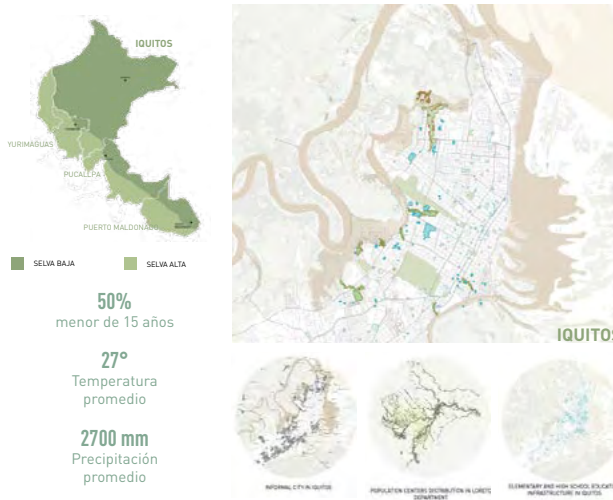 IQUITOS
YURIMAGUAS
PUCALLPA
PUERTO MALDONADO
SELVA BAJA
SELVA ALTA
50%
menor de 15 años
27°
Temperatura
promedio
2700 mm
Precipitación
promedio
IQUITOS
INFORMAL CITY IN IQUITOS
POPULATION CENTERS DISTRIBUTION IN LORETO
DEPARTMENT
ELEMENTARY AND HIGH SCHOOL EDUCATI
INFRASTRUCTURE IN IQUITOS